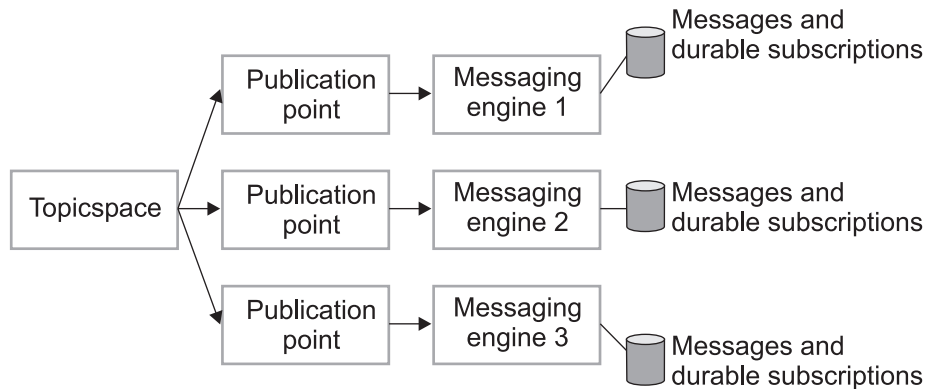 Messages and
durable subscriptions
Publication
point
Messaging
engine 1
Topicspace
Publication
point
Messaging
engine 2
Messages and
durable subscriptions
Publication
point
Messaging
engine 3
Messages and
durable subscriptions